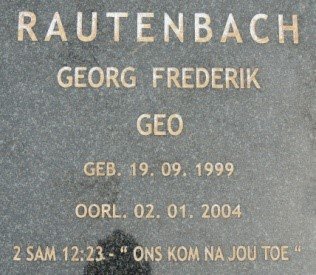 RAUTENBACH
GEORG FREDERIK
GEO
GEB. 19. 09. 1999
OORL. 02. 01. 2004
2 SAM 12:23 - “ ONS KOM NA JOU TOE “